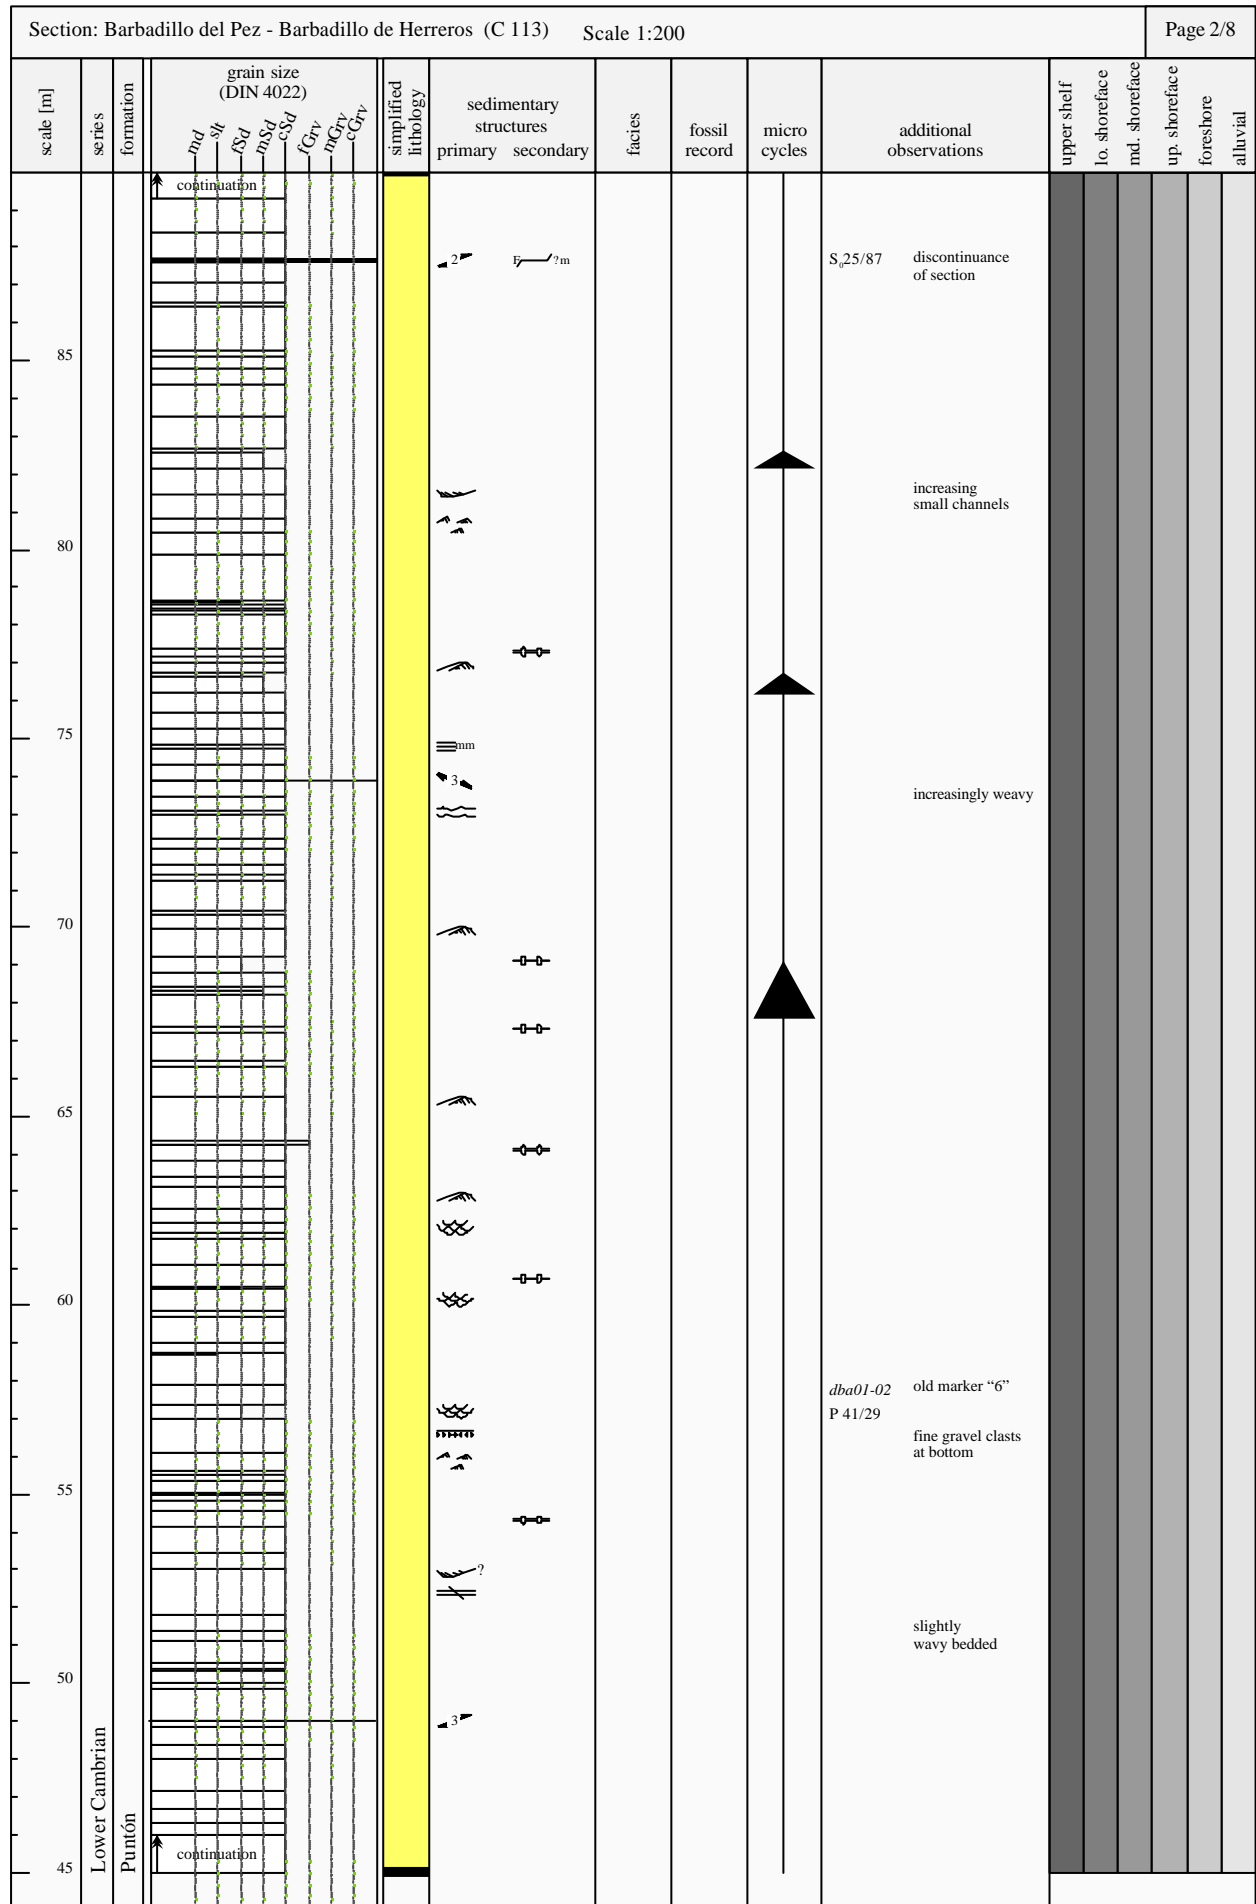 Section: Barbadillo del Pez - Barbadillo de Herreros (C 113) Scale 1:200
Page 2/8
scale [m]
series
formation
grain size
(DIN 4022)
md
slt
fSd
mSd
cSd
fGrv
mGrv
cGrv
simplified
lithology
sedimentary
structures
primary secondary
facies
fossil
record
micro
cycles
additional
observations
upper shelf
lo. shoreface
md. shoreface
up. shoreface
foreshore
alluvial
continuation
2
F ?m
S₀25/87
discontinuance
of section
85
increasing
small channels
80
75
mm
3
increasingly weavy
70
65
60
dba01-02
old marker “6”
P 41/29
fine gravel clasts
at bottom
55
?
slightly
wavy bedded
50
3
Lower Cambrian
Puntón
continuation
45